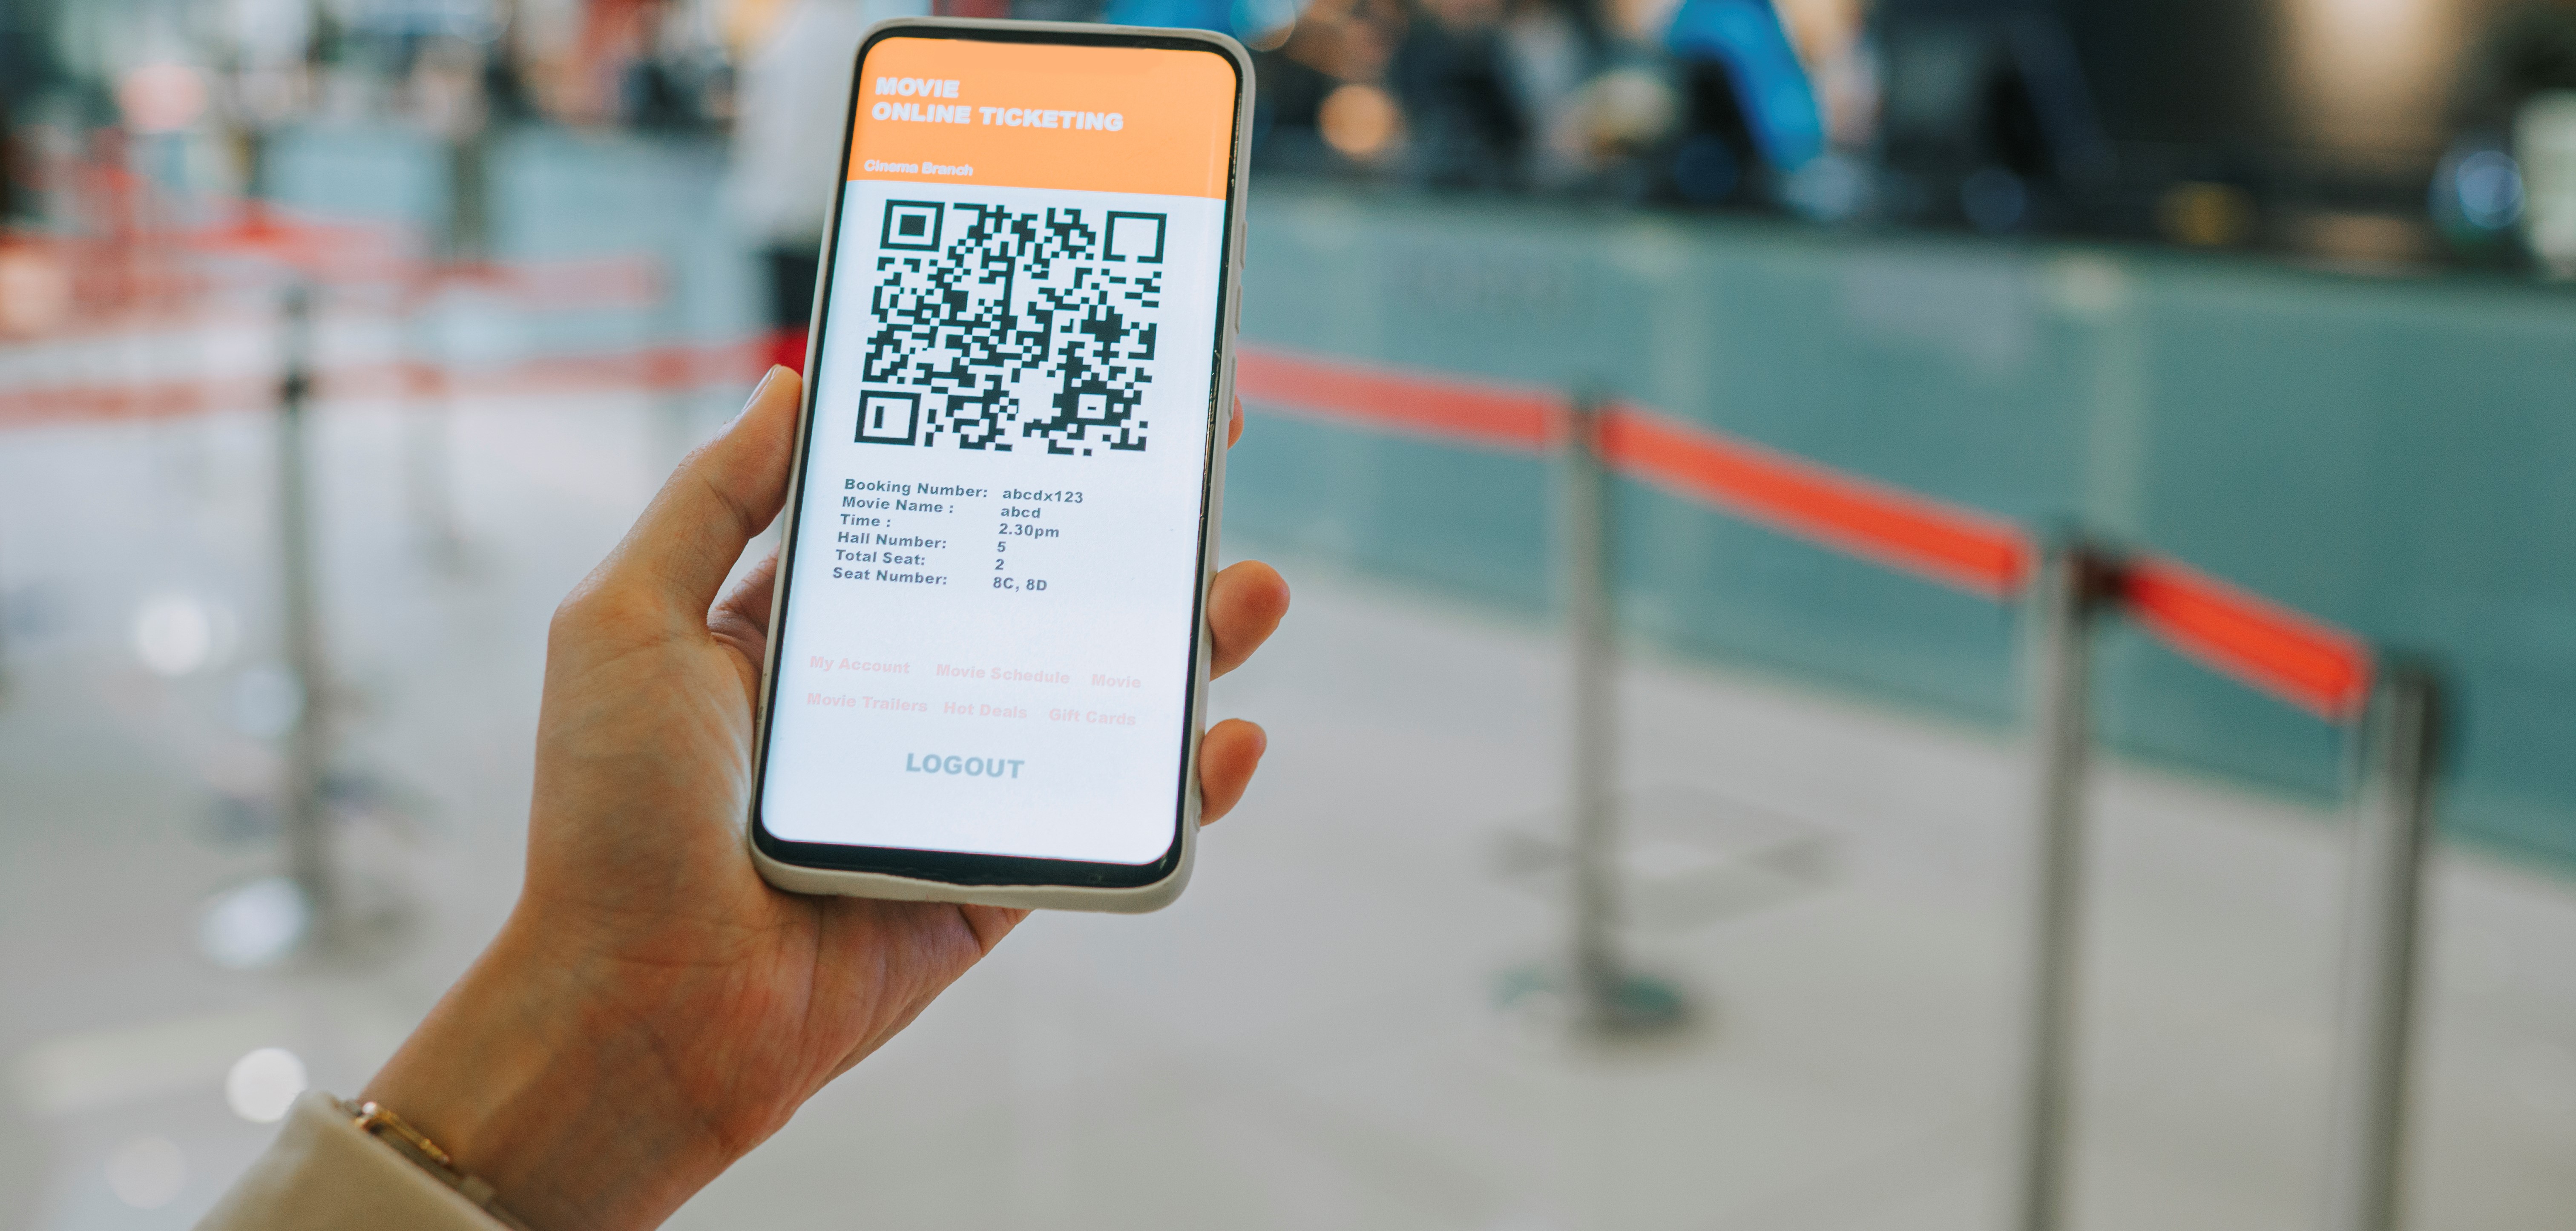 MOVIE
ONLINE TICKETING
Cinema Branch
Booking Number: abcdx123
Movie Name : abcd
Time : 2.30pm
Hall Number: 5
Total Seat: 2
Seat Number: 8C, 8D
My Account Movie Schedule Movie
Movie Trailers Hot Deals Gift Cards
LOGOUT